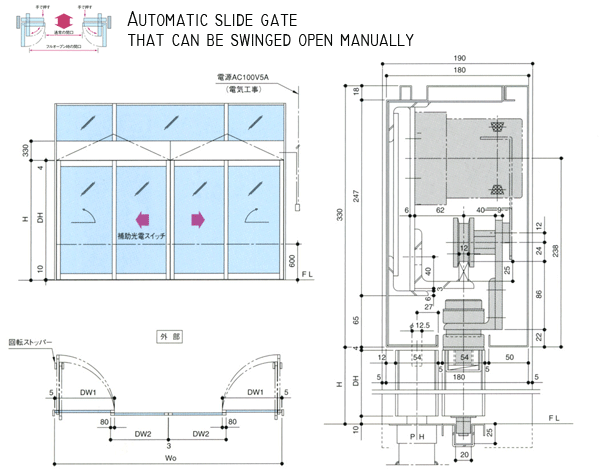 AUTOMATIC SLIDE GATE
THAT CAN BE SWINGED OPEN MANUALLY
手で押す
手で押す
通常の開口
フルオープン時の開口
電源AC100V5A
(電気工事)
330
4
H
DH
10
補助光電スイッチ
600
F L
外部
回転ストッパー
5
DW1
DW1
5
80
80
DW2
DW2
3
Wo
190
180
18
247
330
6
62
40
9
12
12
24
238
40
25
3
6
86
27
65
φ12.5
22
4
12
54
54
50
5
5
5
180
5
H
DH
F L
10
P H
25
20